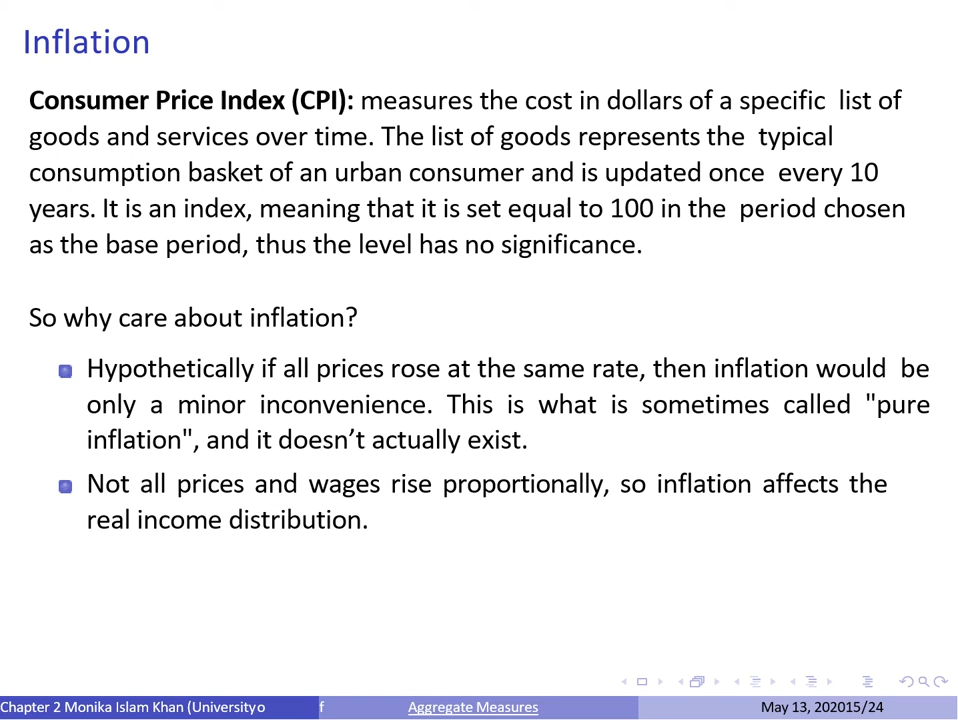 Inflation
Consumer Price Index (CPI): measures the cost in dollars of a specific list of
goods and services over time. The list of goods represents the typical
consumption basket of an urban consumer and is updated once every 10
years. It is an index, meaning that it is set equal to 100 in the period chosen
as the base period, thus the level has no significance.
So why care about inflation?
Hypothetically if all prices rose at the same rate, then inflation would be
only a minor inconvenience. This is what is sometimes called "pure
inflation", and it doesn’t actually exist.
Not all prices and wages rise proportionally, so inflation affects the
real income distribution.
Chapter 2 Monika Islam Khan (Universityo f Aggregate Measures May 13, 202015/24